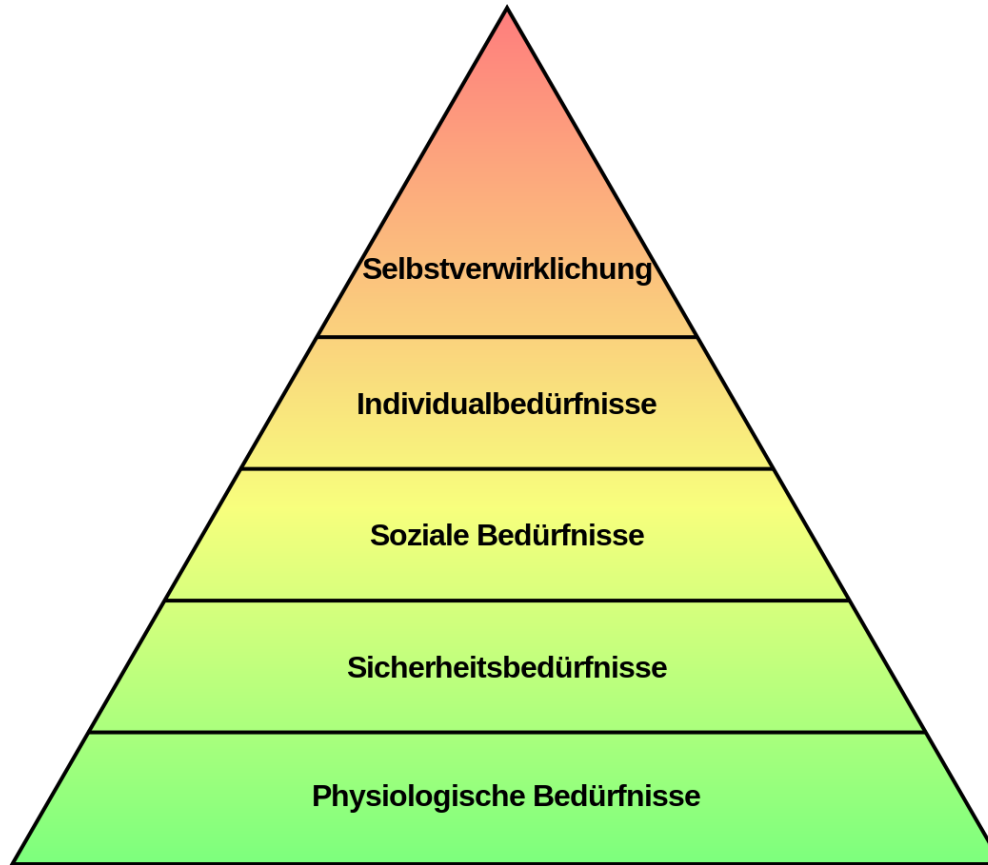 Selbstverwirklichung
Individualbedürfnisse
Soziale Bedürfnisse
Sicherheitsbedürfnisse
Physiologische Bedürfnisse